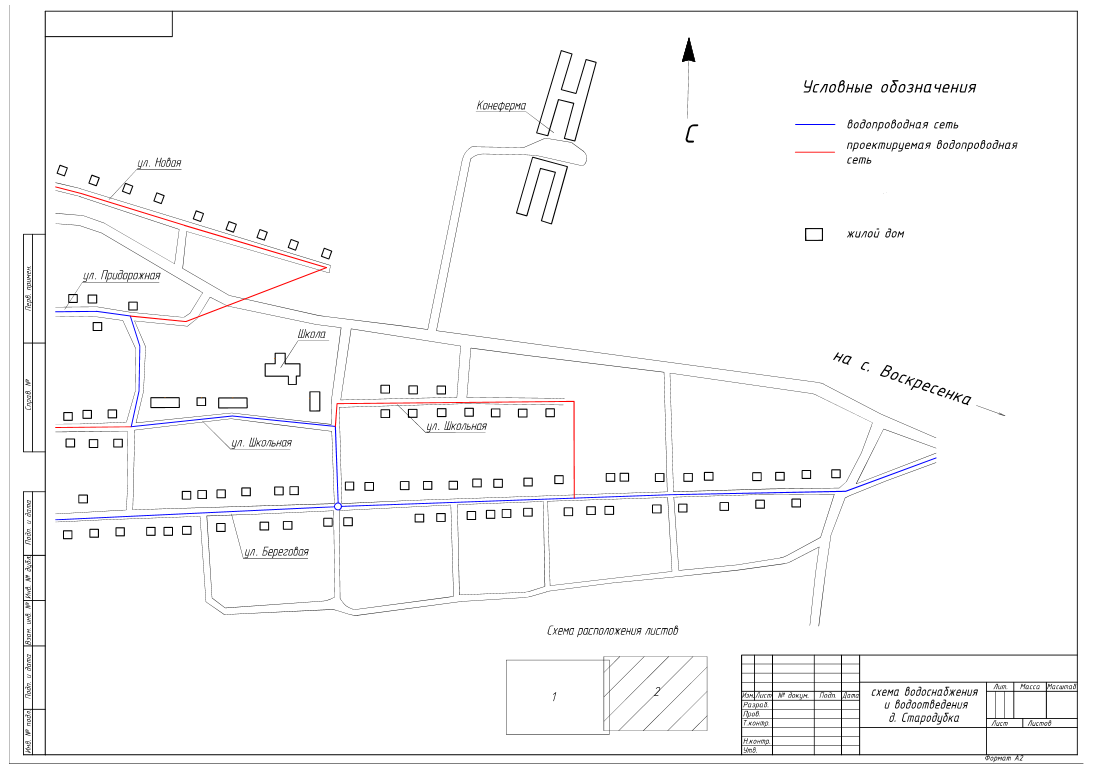 Конеферма
С
Условные обозначения
водопроводная сеть
проектируемая водопроводная
сеть
жилой дом
ул. Новая
ул. Придорожная
Школа
на с. Воскресенка
ул. Школьная
ул. Школьная
ул. Береговая
Схема расположения листов
1
2
Перв. примен.
Справ. №
Подп. и дата
Инв. № дубл.
Взам. инв. №
Подп. и дата
Инв. № подл.
Изм. Лист № докум. Подп. Дата
Разраб.
Пров.
Т.контр.
Н.контр.
Утв.
схема водоснабжения
и водоотведения
д. Стародубка
Лит. Масса Масштаб
Лист Листов
Формат А2